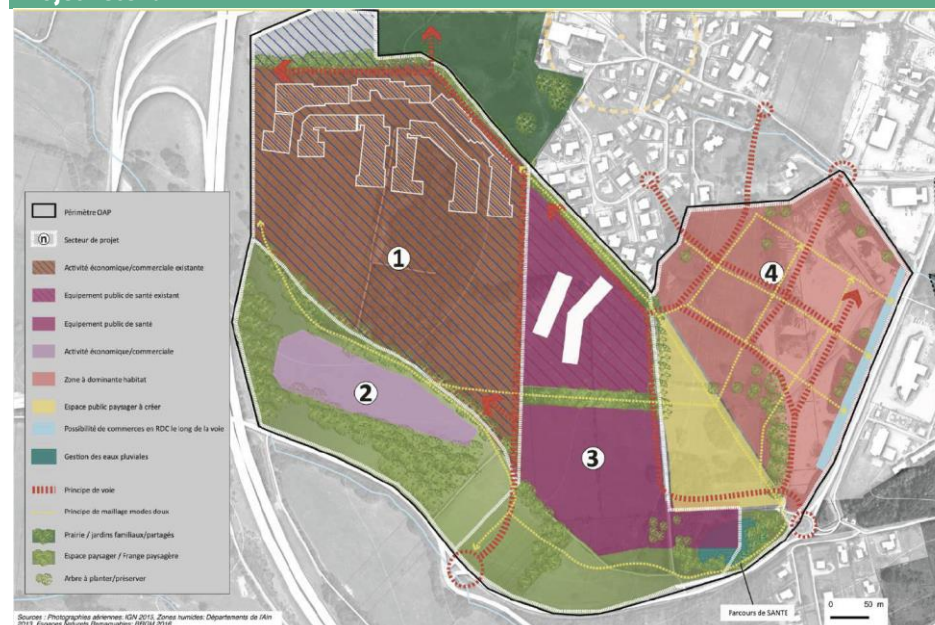 1
2
3
4
Périmètre OAP
n
Secteur de projet
Activité économique/commerciale existante
Equipement public de santé existant
Equipement public de santé
Activité économique/commerciale
Zone à dominante habitat
Espace public paysager à créer
Possibilité de commerces en RDC le long de la voie
Gestion des eaux pluviales
Principe de voie
Principe de maillage modes doux
Prairie / jardins familiaux/partagés
Espace paysager / Frange paysagère
Arbre à planter/préserver
Parcours de SANTE
0 50 m
Sources : Photographies aériennes: IGN 2015. Zones humides: Départements de l'Ain